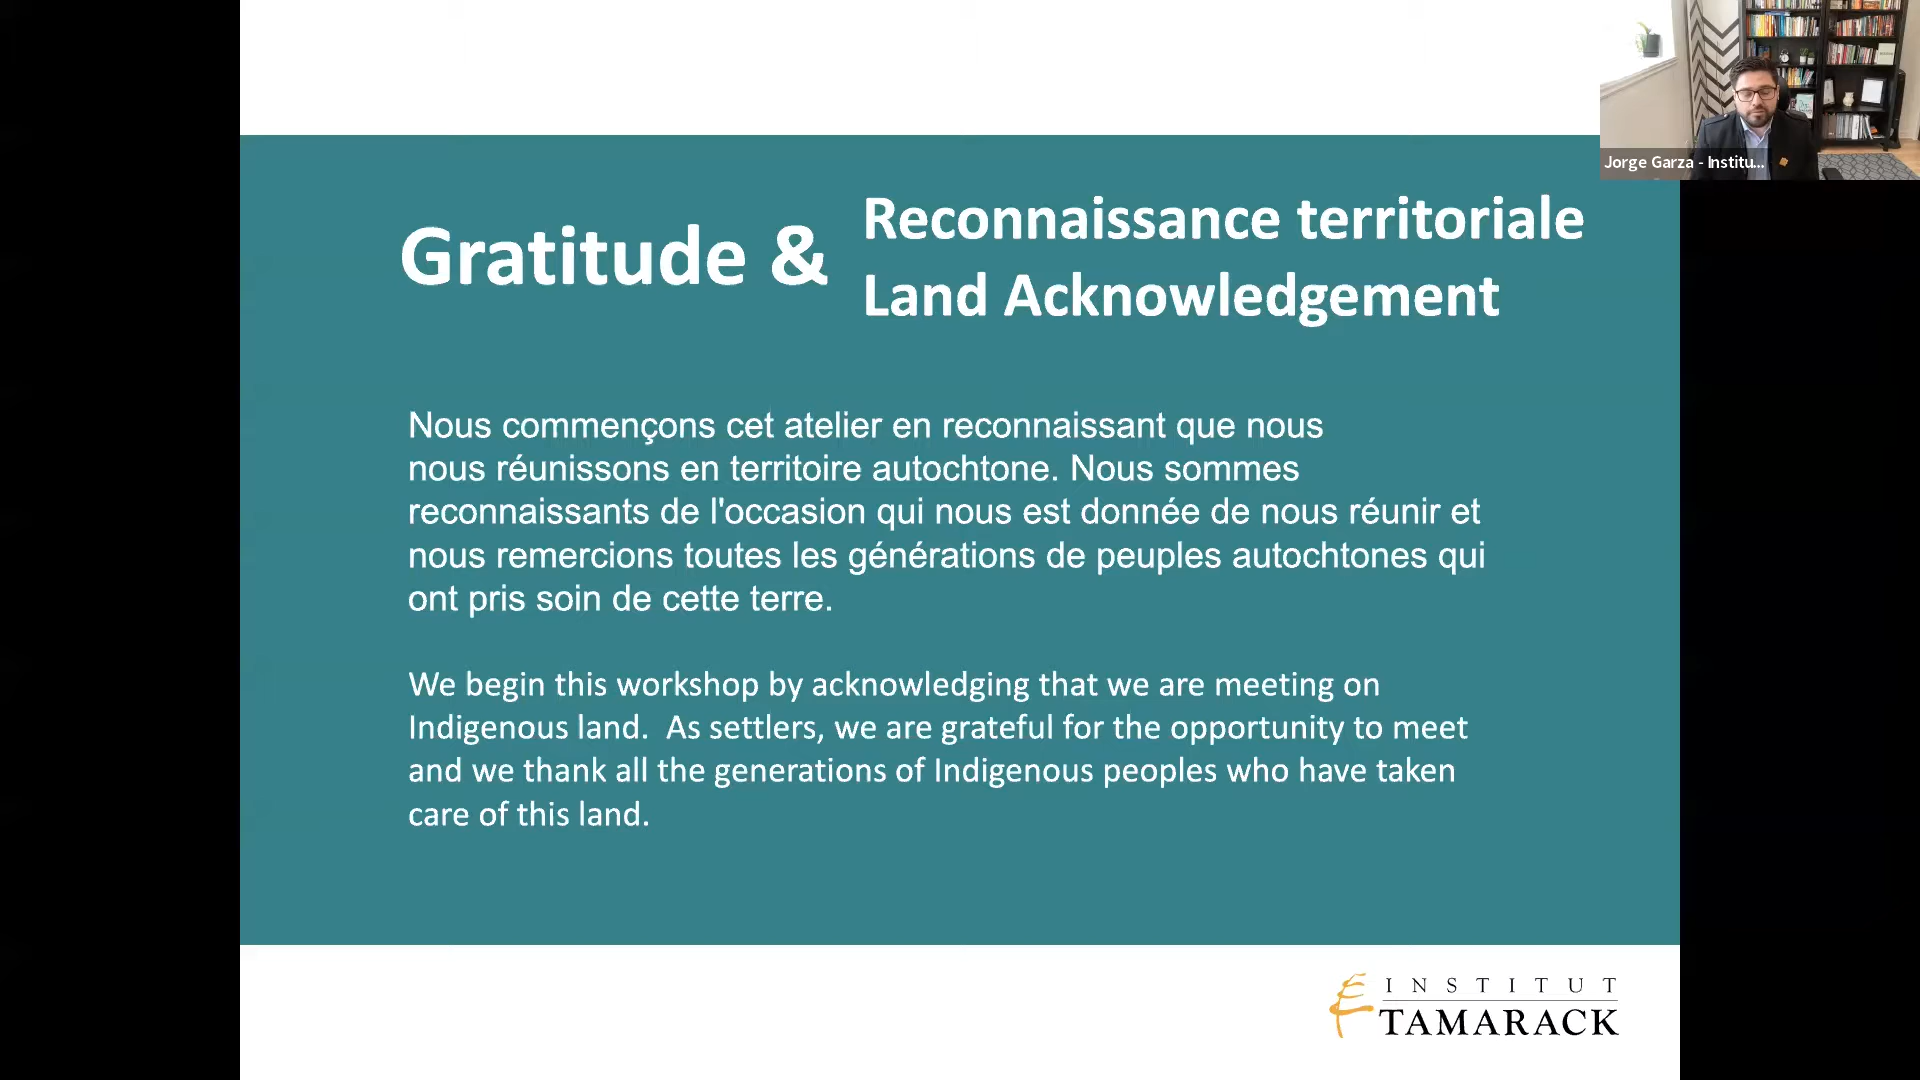 Jorge Garza - Institu...
Gratitude &
Reconnaissance territoriale
Land Acknowledgement
Nous commençons cet atelier en reconnaissant que nous
nous réunissons en territoire autochtone. Nous sommes
reconnaissants de l'occasion qui nous est donnée de nous réunir et
nous remercions toutes les générations de peuples autochtones qui
ont pris soin de cette terre.
We begin this workshop by acknowledging that we are meeting on
Indigenous land.  As settlers, we are grateful for the opportunity to meet
and we thank all the generations of Indigenous peoples who have taken
care of this land.
INSTITUT
TAMARACK